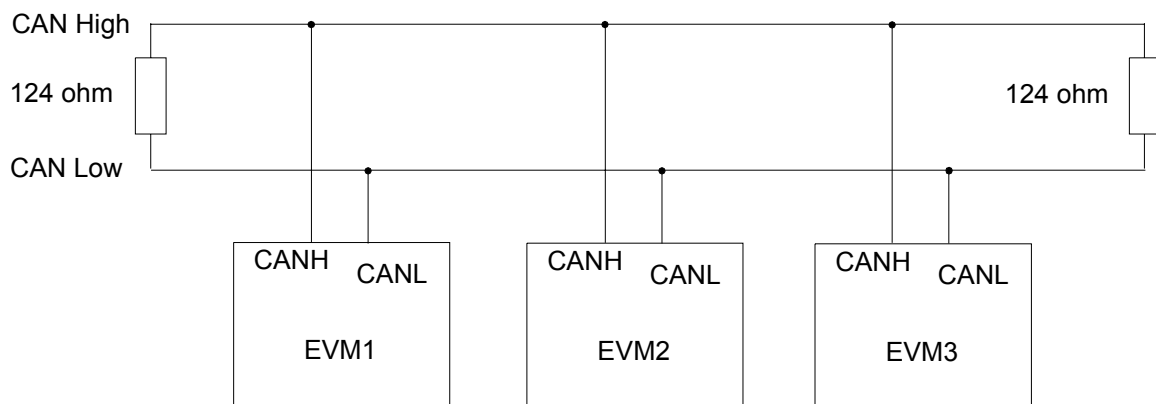 CAN High
124 ohm
124 ohm
CAN Low
CANH
CANL
EVM1
CANH
CANL
EVM2
CANH
CANL
EVM3